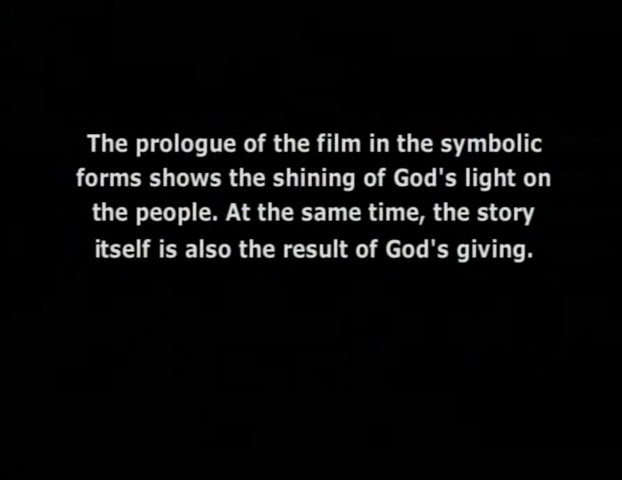 The prologue of the film in the symbolic
forms shows the shining of God's light on
the people. At the same time, the story
itself is also the result of God's giving.